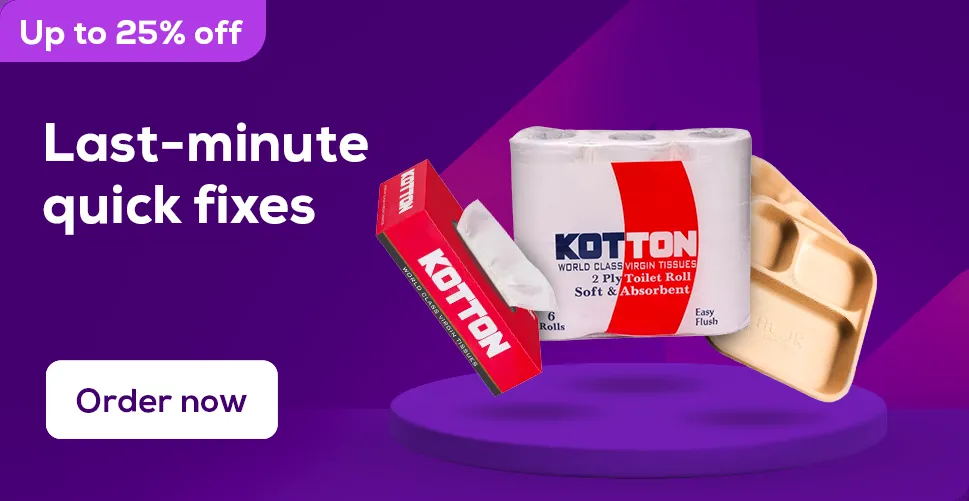 Up to 25% off
Last-minute
quick fixes
Order now
KOTTON
KOTTON
WORLD CLASS VIRGIN TISSUES
KOTTON
WORLD CLASS VIRGIN TISSUES
2 Ply Toilet Roll
Soft & Absorbent
6
Rolls
Easy
Flush